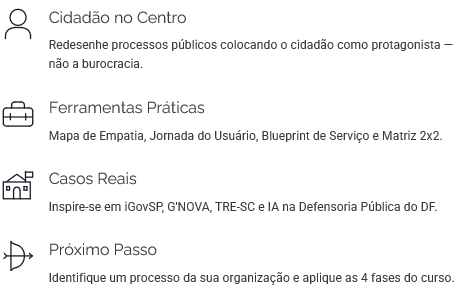 Cidadão no Centro
Redesenhe processos públicos colocando o cidadão como protagonista —
não a burocracia.
Ferramentas Práticas
Mapa de Empatia, Jornada do Usuário, Blueprint de Serviço e Matriz 2x2.
Casos Reais
Inspire-se em iGovSP, G'NOVA, TRE-SC e IA na Defensoria Pública do DF.
Próximo Passo
Identifique um processo da sua organização e aplique as 4 fases do curso.